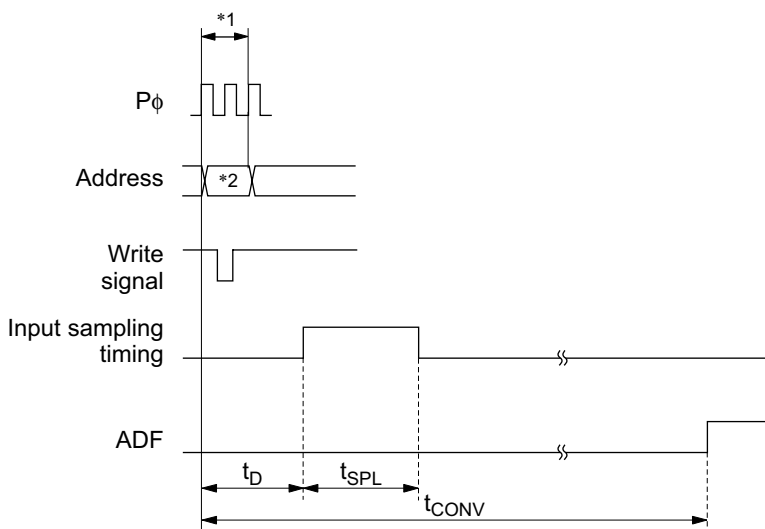 *1
Pϕ
Address
*2
Write
signal
Input sampling
timing
ADF
tD
tSPL
tCONV